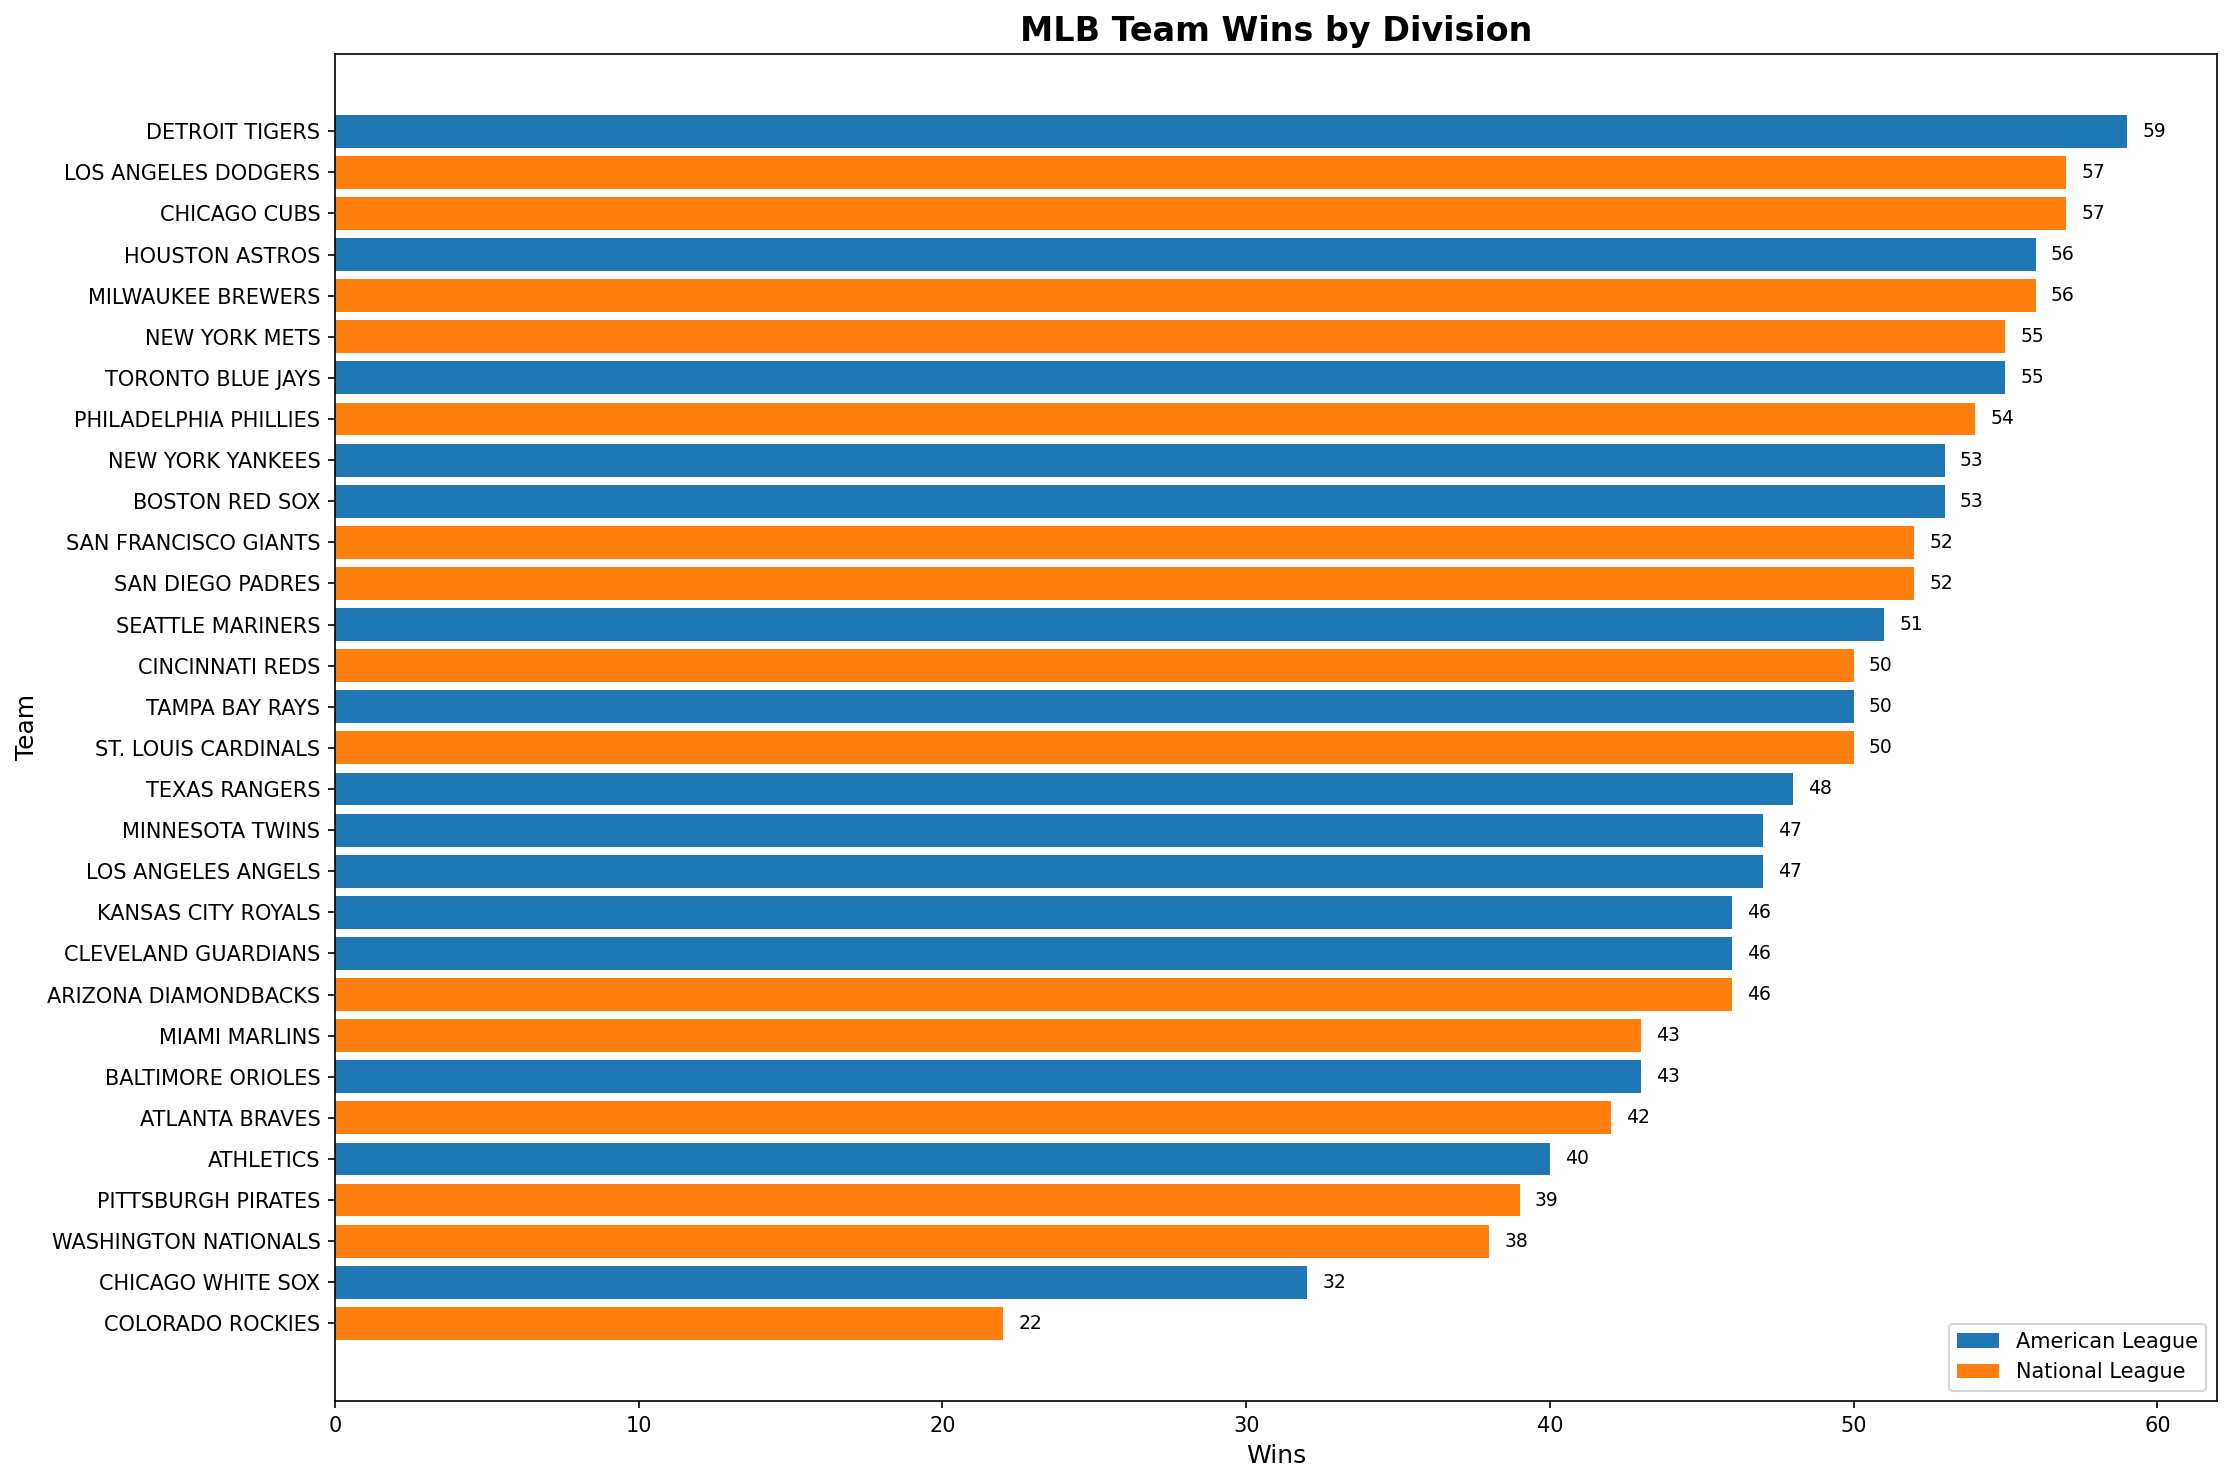 MLB Team Wins by Division
DETROIT TIGERS 59
LOS ANGELES DODGERS 57
CHICAGO CUBS 57
HOUSTON ASTROS 56
MILWAUKEE BREWERS 56
NEW YORK METS 55
TORONTO BLUE JAYS 55
PHILADELPHIA PHILLIES 54
NEW YORK YANKEES 53
BOSTON RED SOX 53
SAN FRANCISCO GIANTS 52
SAN DIEGO PADRES 52
SEATTLE MARINERS 51
CINCINNATI REDS 50
TAMPA BAY RAYS 50
ST. LOUIS CARDINALS 50
TEXAS RANGERS 48
MINNESOTA TWINS 47
LOS ANGELES ANGELS 47
KANSAS CITY ROYALS 46
CLEVELAND GUARDIANS 46
ARIZONA DIAMONDBACKS 46
MIAMI MARLINS 43
BALTIMORE ORIOLES 43
ATLANTA BRAVES 42
ATHLETICS 40
PITTSBURGH PIRATES 39
WASHINGTON NATIONALS 38
CHICAGO WHITE SOX 32
COLORADO ROCKIES 22
Team
American League
National League
0 10 20 30 40 50 60
Wins